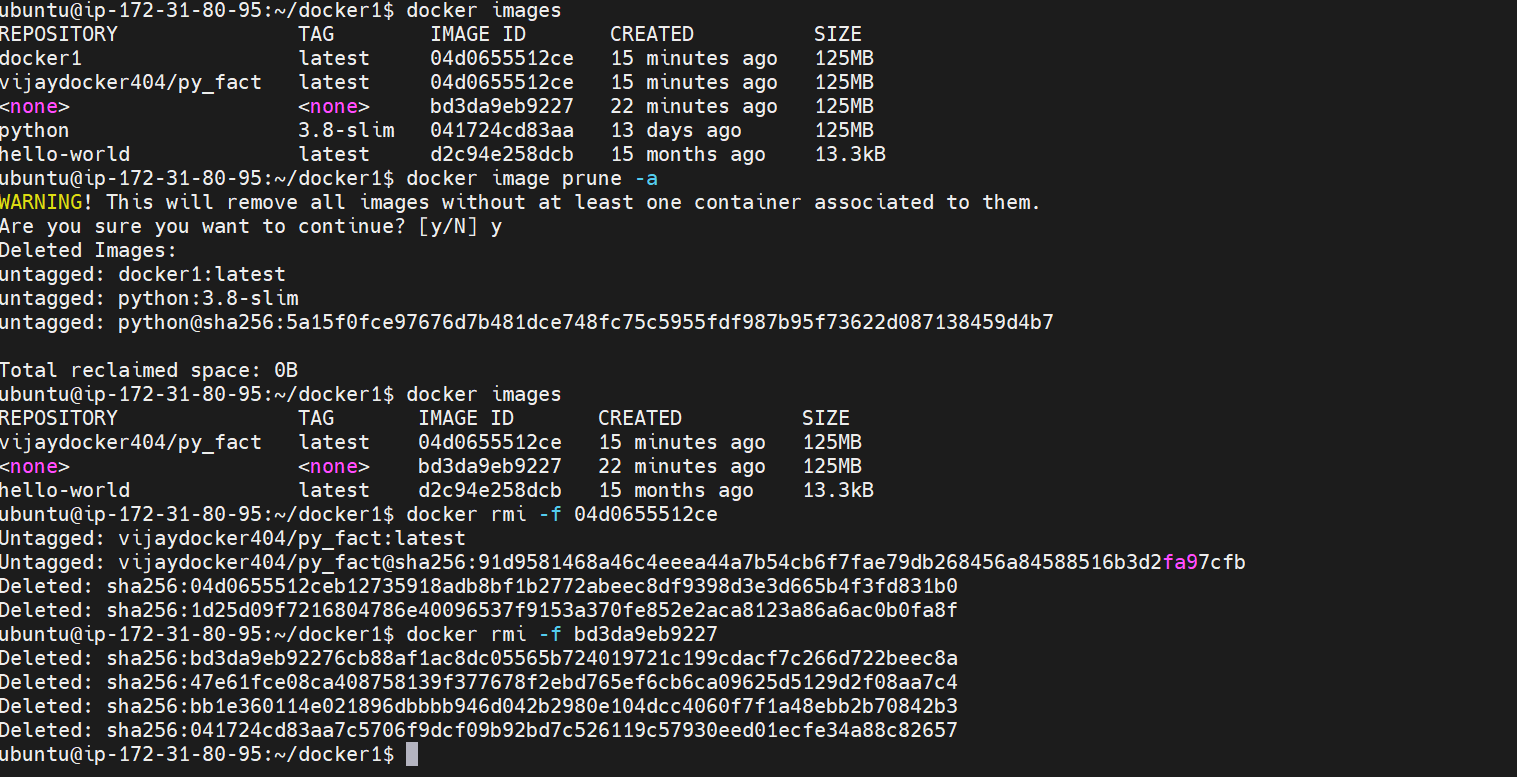 ubuntu@ip-172-31-80-95:~/docker1$ docker images
REPOSITORY               TAG        IMAGE ID       CREATED          SIZE
docker1                  latest     04d0655512ce   15 minutes ago   125MB
vijaydocker404/py_fact   latest     04d0655512ce   15 minutes ago   125MB
<none>                   <none>     bd3da9eb9227   22 minutes ago   125MB
python                   3.8-slim   041724cd83aa   13 days ago      125MB
hello-world              latest     d2c94e258dcb   15 months ago    13.3kB
ubuntu@ip-172-31-80-95:~/docker1$ docker image prune -a
WARNING! This will remove all images without at least one container associated to them.
Are you sure you want to continue? [y/N] y
Deleted Images:
untagged: docker1:latest
untagged: python:3.8-slim
untagged: python@sha256:5a15f0fce97676d7b481dce748fc75c5955fdf987b95f73622d087138459d4b7

Total reclaimed space: 0B
ubuntu@ip-172-31-80-95:~/docker1$ docker images
REPOSITORY               TAG       IMAGE ID       CREATED          SIZE
vijaydocker404/py_fact   latest    04d0655512ce   15 minutes ago   125MB
<none>                   <none>    bd3da9eb9227   22 minutes ago   125MB
hello-world              latest    d2c94e258dcb   15 months ago    13.3kB
ubuntu@ip-172-31-80-95:~/docker1$ docker rmi -f 04d0655512ce
Untagged: vijaydocker404/py_fact:latest
Untagged: vijaydocker404/py_fact@sha256:91d9581468a46c4eeea44a7b54cb6f7fae79db268456a84588516b3d2fa97cfb
Deleted: sha256:04d0655512ceb12735918adb8bf1b2772abeec8df9398d3e3d665b4f3fd831b0
Deleted: sha256:1d25d09f7216804786e40096537f9153a370fe852e2aca8123a86a6ac0b0fa8f
ubuntu@ip-172-31-80-95:~/docker1$ docker rmi -f bd3da9eb9227
Deleted: sha256:bd3da9eb92276cb88af1ac8dc05565b724019721c199cdacf7c266d722beec8a
Deleted: sha256:47e61fce08ca408758139f377678f2ebd765ef6cb6ca09625d5129d2f08aa7c4
Deleted: sha256:bb1e360114e021896dbbbb946d042b2980e104dcc4060f7f1a48ebb2b70842b3
Deleted: sha256:041724cd83aa7c5706f9dcf09b92bd7c526119c57930eed01ecfe34a88c82657
ubuntu@ip-172-31-80-95:~/docker1$